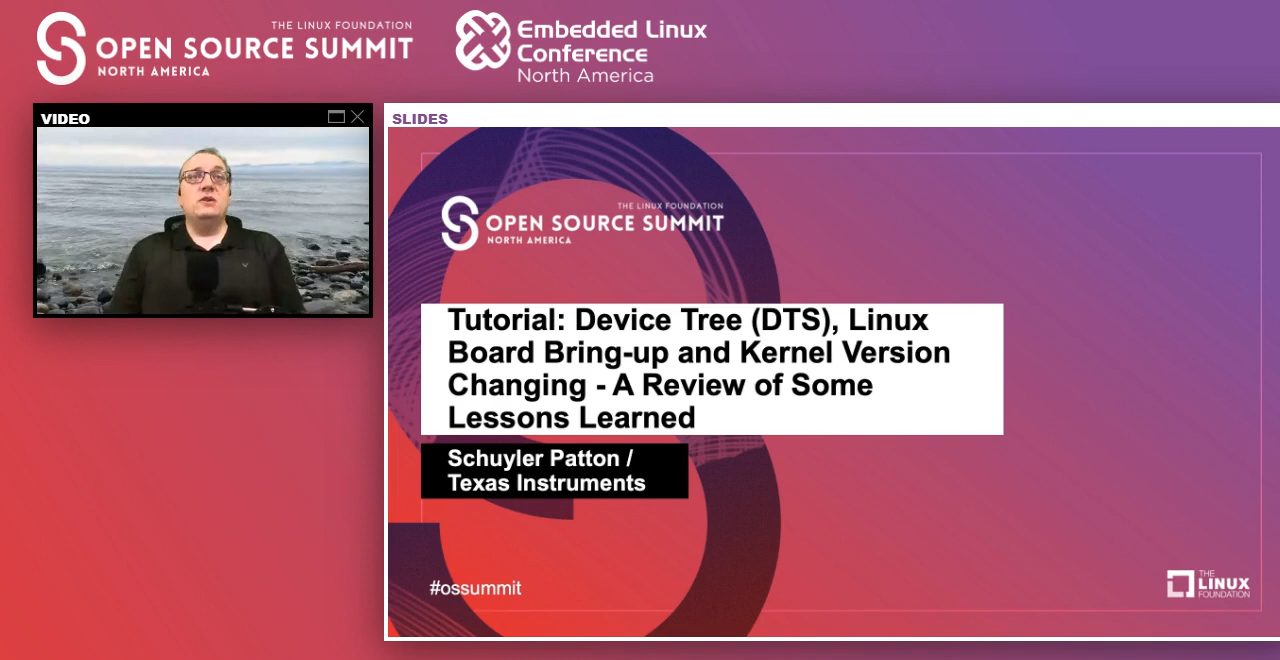 THE LINUX FOUNDATION
OPEN SOURCE SUMMIT
NORTH AMERICA
Embedded Linux
Conference
North America
VIDEO
SLIDES
THE LINUX FOUNDATION
OPEN SOURCE SUMMIT
NORTH AMERICA
Tutorial: Device Tree (DTS), Linux
Board Bring-up and Kernel Version
Changing - A Review of Some
Lessons Learned
Schuyler Patton /
Texas Instruments
#ossummit
THE
LINUX
FOUNDATION